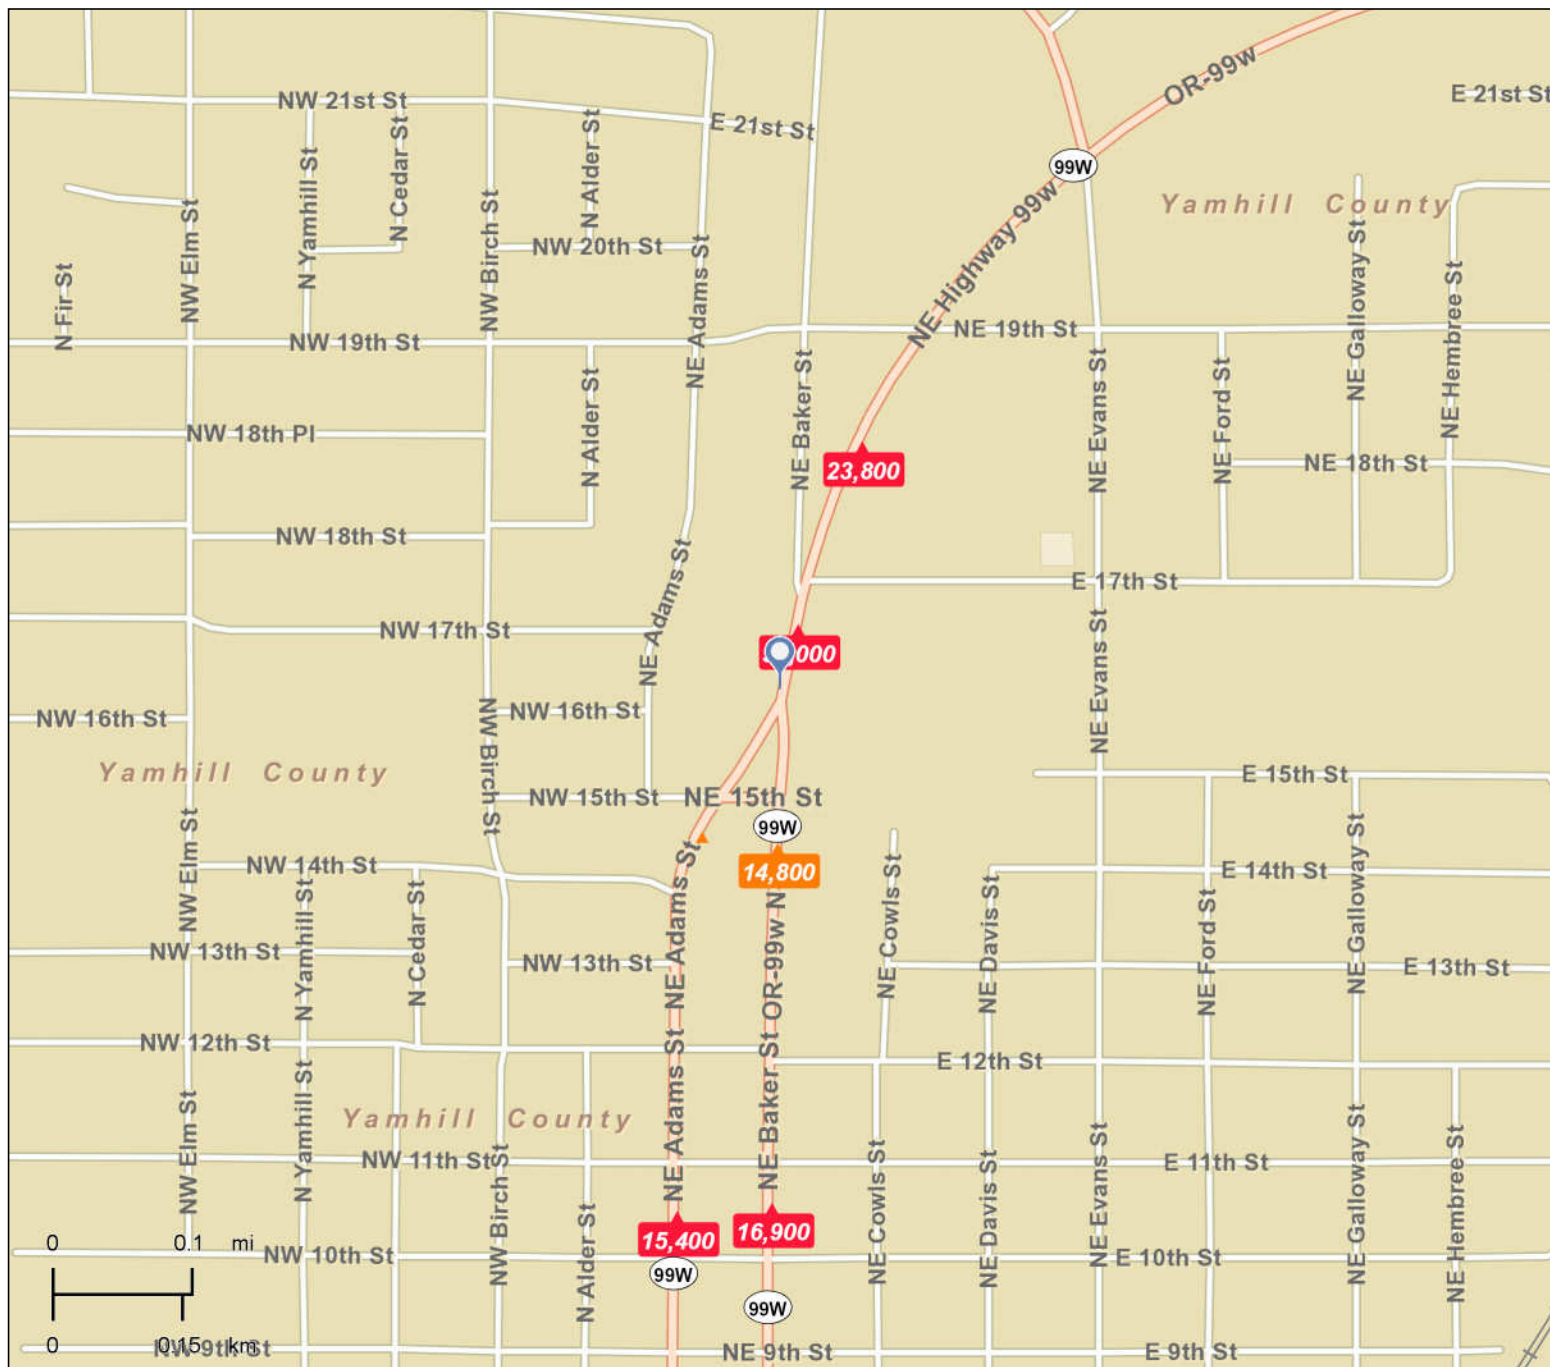 NW 21st St
E 21st St
OR-99w
E 21st St
N Yamhill St
N Cedar St
N Alder St
99W
Yamhill County
NW Elm St
NW Birch St
NW 20th St
NE Adams St
NE Highway 99w
N Fir St
NE Galloway St
NE Hembree St
NW 19th St
NE 19th St
N Alder St
NE Baker St
NE Evans St
NE Ford St
NW 18th Pl
23,800
NE 18th St
NW 18th St
NE Adams St
E 17th St
NW 17th St
000
NE Evans St
NW 16th St
NW 16th St
NW Birch St
Yamhill County
E 15th St
NW 15th St
NE 15th St
99W
NW Elm St
NW 14th St
14,800
E 14th St
NE Adams St
N Yamhill St
N Cedar St
NE Cowls St
NE Davis St
NE Ford St
NE Galloway St
NW 13th St
NW 13th St
NE Adams St
OR-99w N
E 13th St
NW 12th St
E 12th St
N Yamhill St
NE Adams St
NE Baker St
Yamhill County
NW Elm St
NW 11th St
E 11th St
NW Birch St
N Alder St
NE Cowls St
NE Davis St
NE Evans St
NE Galloway St
NE Hembree St
15,400
16,900
0 0.1 mi
NW 10th St
E 10th St
99W
99W
0 0.15 km
NW 9th St
NE 9th St
E 9th St